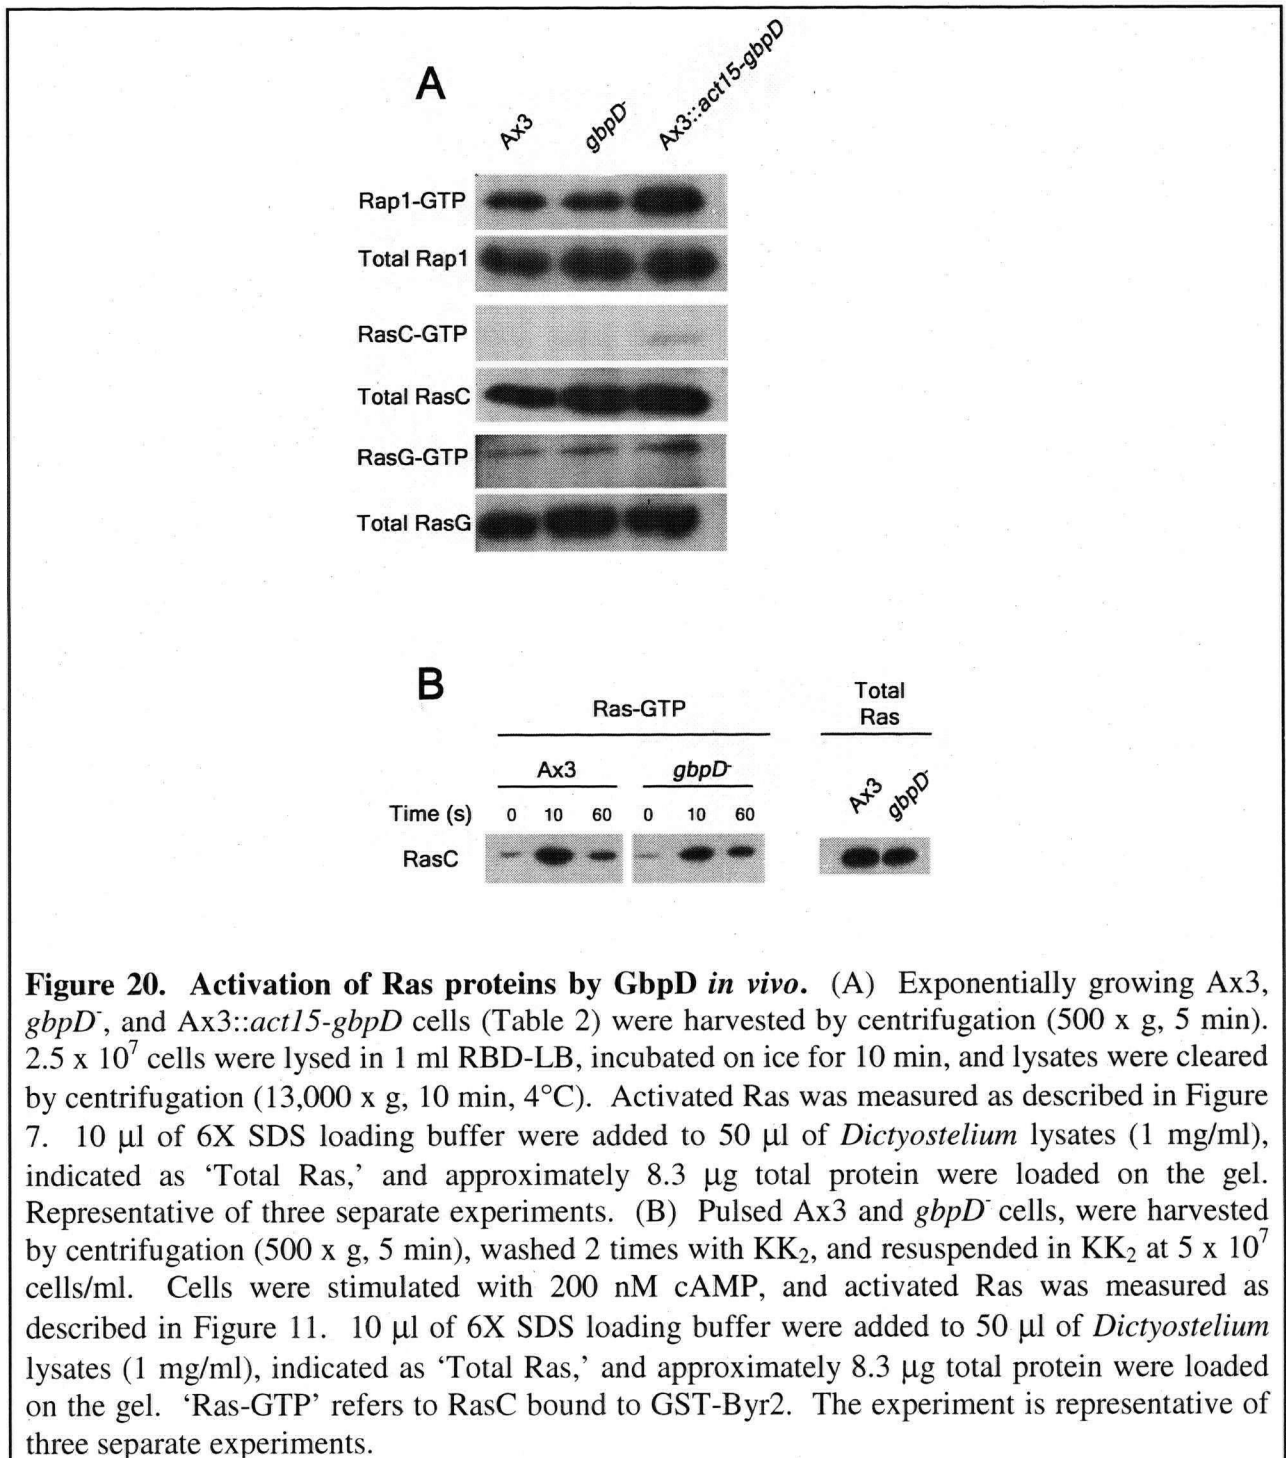 A
Ax3 gbpD⁻ Ax3::act15-gbpD
Rap1-GTP
Total Rap1
RasC-GTP
Total RasC
RasG-GTP
Total RasG
B
Ras-GTP
Total
Ras
Ax3 gbpD⁻
Ax3 gbpD⁻
Time (s) 0 10 60 0 10 60
RasC
Figure 20. Activation of Ras proteins by GbpD in vivo. (A) Exponentially growing Ax3,
gbpD⁻, and Ax3::act15-gbpD cells (Table 2) were harvested by centrifugation (500 x g, 5 min).
2.5 x 10⁷ cells were lysed in 1 ml RBD-LB, incubated on ice for 10 min, and lysates were cleared
by centrifugation (13,000 x g, 10 min, 4°C). Activated Ras was measured as described in Figure
7. 10 µl of 6X SDS loading buffer were added to 50 µl of Dictyostelium lysates (1 mg/ml),
indicated as ‘Total Ras,’ and approximately 8.3 µg total protein were loaded on the gel.
Representative of three separate experiments. (B) Pulsed Ax3 and gbpD⁻ cells, were harvested
by centrifugation (500 x g, 5 min), washed 2 times with KK₂, and resuspended in KK₂ at 5 x 10⁷
cells/ml. Cells were stimulated with 200 nM cAMP, and activated Ras was measured as
described in Figure 11. 10 µl of 6X SDS loading buffer were added to 50 µl of Dictyostelium
lysates (1 mg/ml), indicated as ‘Total Ras,’ and approximately 8.3 µg total protein were loaded
on the gel. ‘Ras-GTP’ refers to RasC bound to GST-Byr2. The experiment is representative of
three separate experiments.